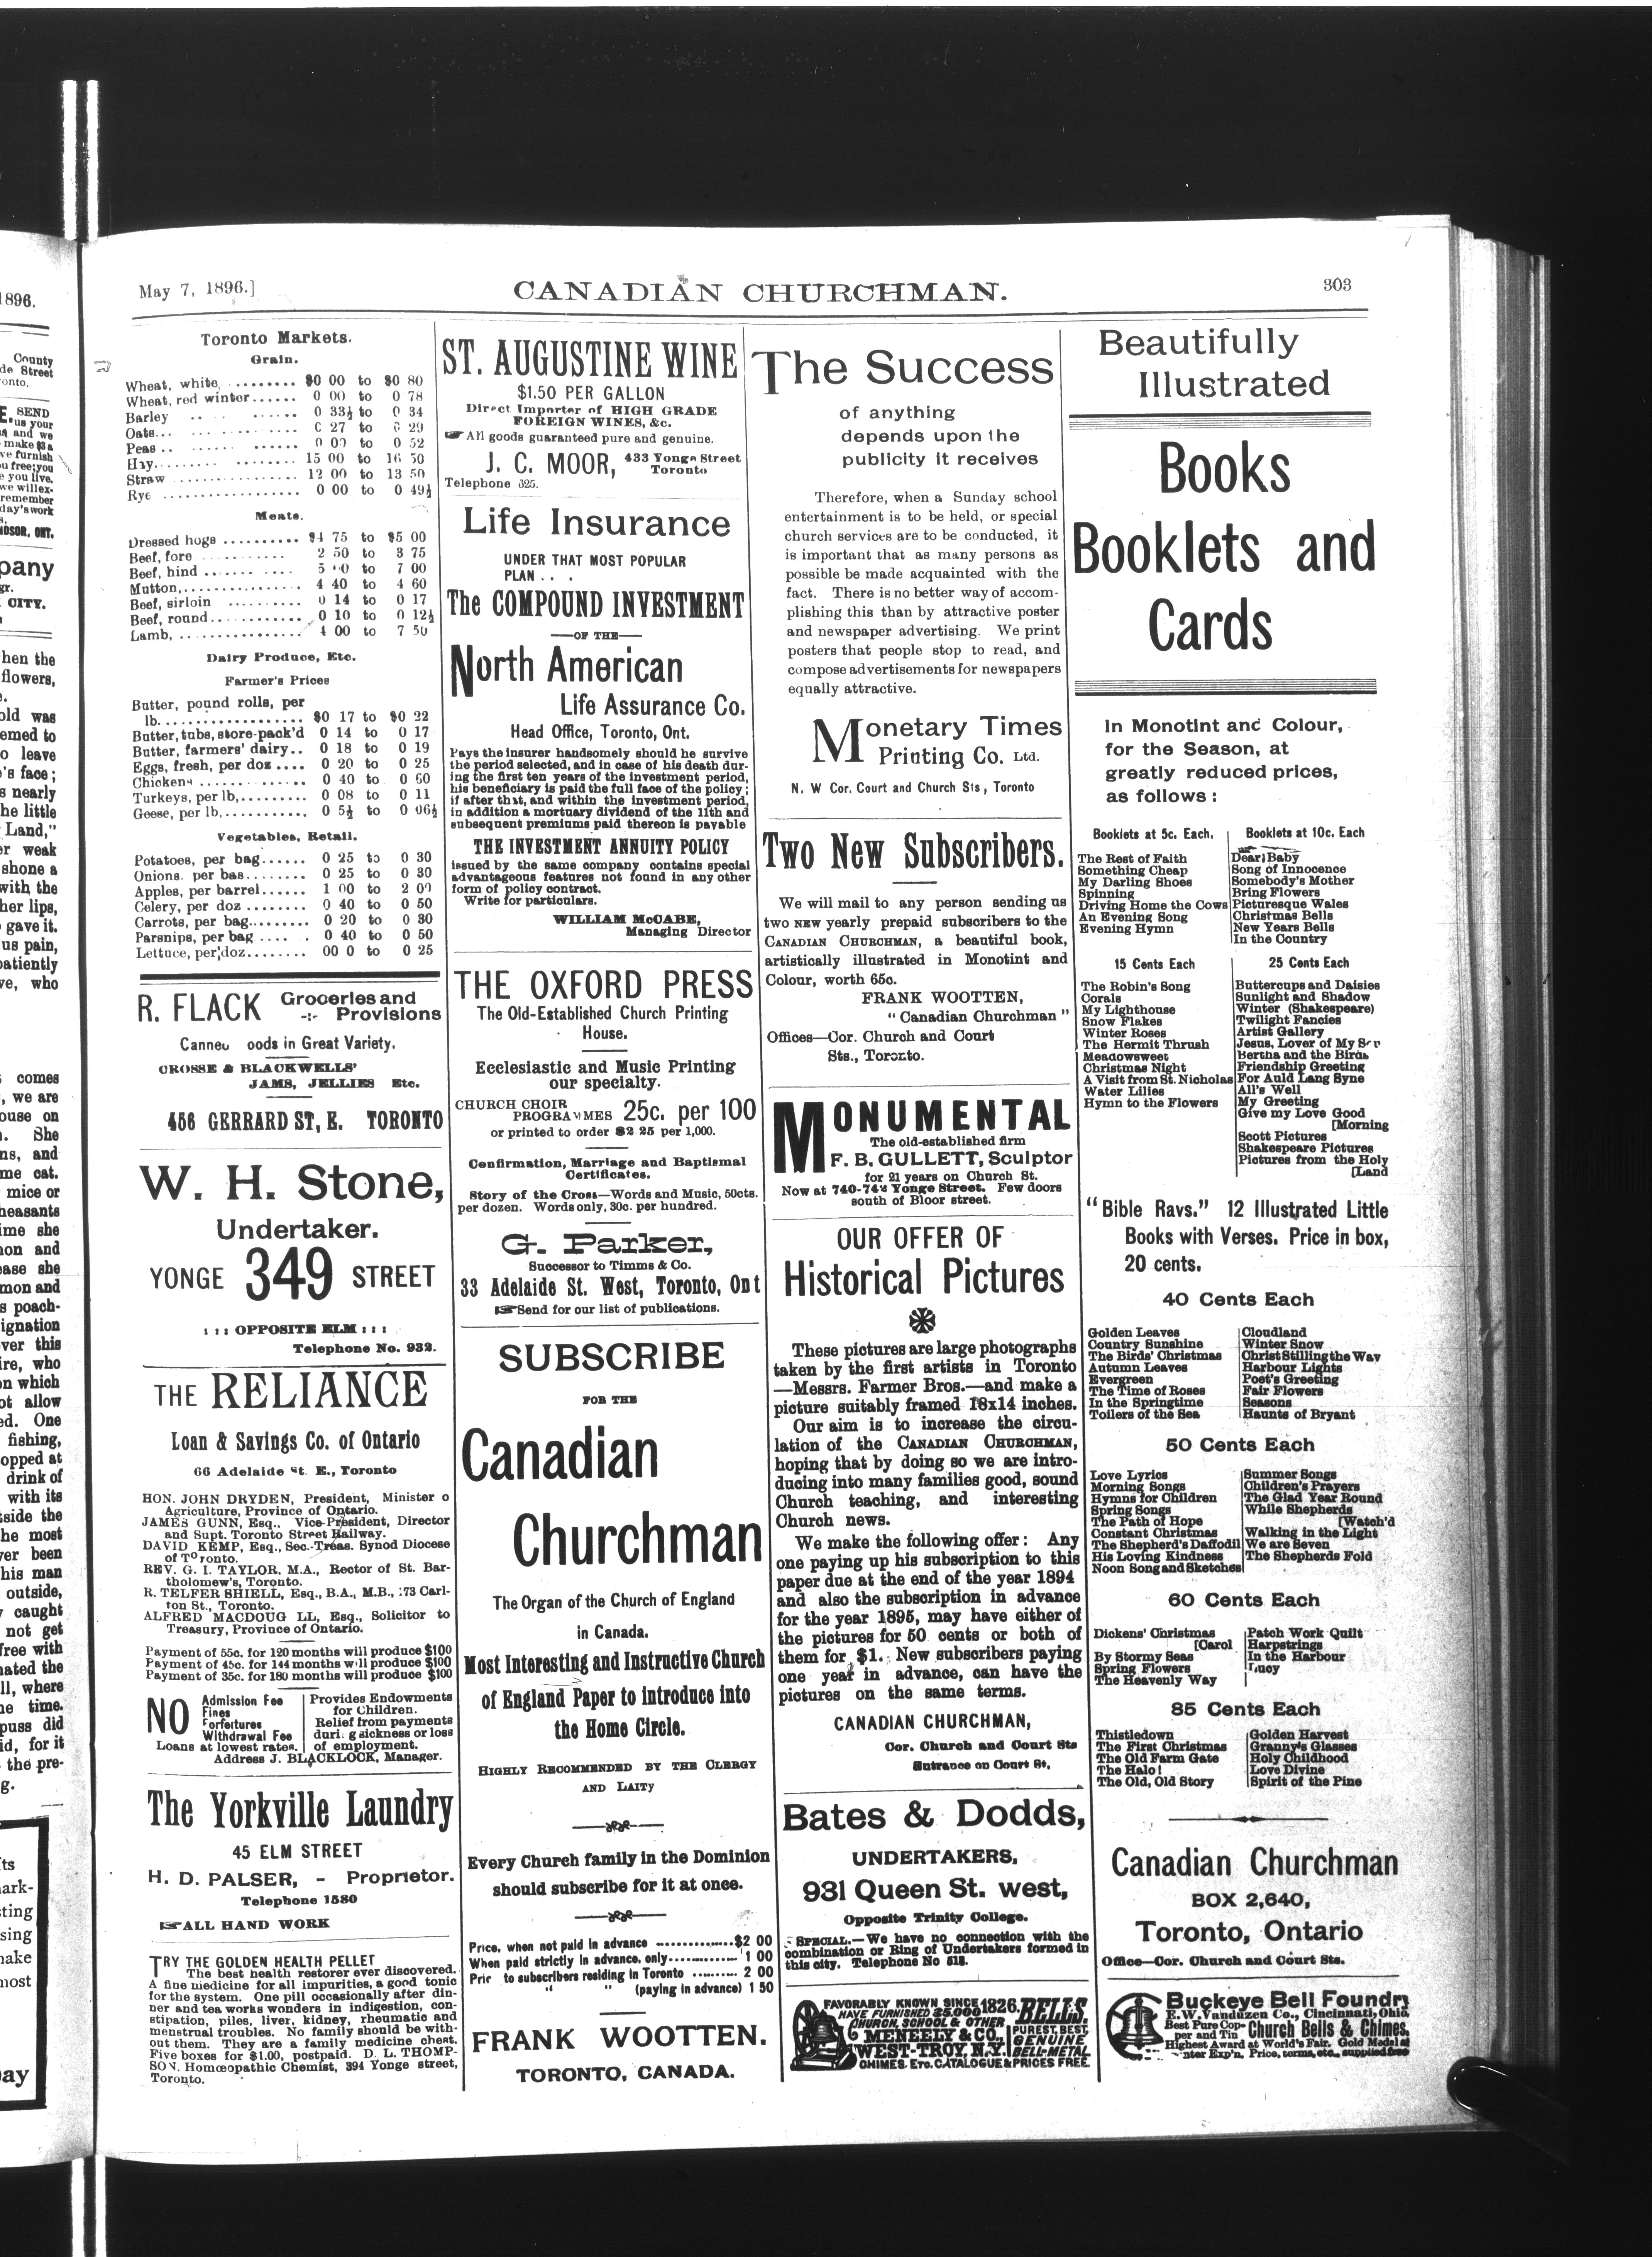 May 7, 1896.]
CANADIAN CHURCHMAN.
303
Toronto Markets.
Grain.
Wheat, white ........ $0 00 to $0 80
Wheat, red winter...... 0 00 to 0 78
Barley .. .. ...... 0 33½ to 0 34
Oats... .......... 27 to 29
Peas .. ...... 0 00 to 0 52
Hay......... ....... 15 00 to 16 50
Straw ............... 12 00 to 13 50
Rye ................. 0 00 to 0 49½
Meats.
Dressed hogs .......... $4 75 to $5 00
Beef, fore .......... 2 50 to 3 75
Beef, hind ...... .... 5 0 to 7 00
Mutton,............... 4 40 to 4 60
Beef, sirloin .......... 0 14 to 0 17
Beef, round............ 0 10 to 0 12½
Lamb, ................ 4 00 to 7 50
Dairy Produce, Etc.
Farmer's Prices
Butter, pound rolls, per
lb.................. $0 17 to $0 22
Butter, tubs, store-pack'd 0 14 to 0 17
Butter, farmers' dairy.. 0 18 to 0 19
Eggs, fresh, per doz .... 0 20 to 0 25
Chickens .............. 0 40 to 0 60
Turkeys, per lb,......... 0 08 to 0 11
Geese, per lb,........... 0 5½ to 0 06½
Vegetables, Retail.
Potatoes, per bag...... 0 25 to 0 30
Onions. per bas........ 0 25 to 0 30
Apples, per barrel...... 1 00 to 2 00
Celery, per doz ........ 0 40 to 0 50
Carrots, per bag........ 0 20 to 0 30
Parsnips, per bag .... . 0 40 to 0 50
Lettuce, per doz........ 00 0 to 0 25
R. FLACK Groceries and
-:- Provisions
Canned oods in Great Variety.
CROSSE & BLACKWELLS'
JAMS, JELLIES Etc.
456 GERRARD ST, E. TORONTO
W. H. Stone,
Undertaker.
YONGE 349 STREET
: : : OPPOSITE ELM : : :
Telephone No. 932.
THE RELIANCE
Loan & Savings Co. of Ontario
66 Adelaide St. E., Toronto
HON. JOHN DRYDEN, President, Minister o
Agriculture, Province of Ontario.
JAMES GUNN, Esq., Vice-President, Director
and Supt. Toronto Street Railway.
DAVID KEMP, Esq., Sec.-Treas. Synod Diocese
of Toronto.
REV. G. I. TAYLOR, M.A., Rector of St. Bar-
tholomew's, Toronto.
R. TELFER SHIELL, Esq., B.A., M.B., 173 Carl-
ton St., Toronto.
ALFRED MACDOUG LL, Esq., Solicitor to
Treasury, Province of Ontario.
Payment of 55c. for 120 months will produce $100
Payment of 45c. for 144 months will produce $100
Payment of 35c. for 180 months will produce $100
NO Admission Fee
Fines
Forfeitures
Withdrawal Fee
Loans at lowest rates.
Provides Endowments
for Children.
Relief from payments
duri g sickness or loss
of employment.
Address J. BLACKLOCK, Manager.
The Yorkville Laundry
45 ELM STREET
H. D. PALSER, - Proprietor.
Telephone 1580
☞ALL HAND WORK
TRY THE GOLDEN HEALTH PELLET
The best health restorer ever discovered.
A fine medicine for all impurities, a good tonic
for the system. One pill occasionally after din-
ner and tea works wonders in indigestion, con-
stipation, piles, liver, kidney, rheumatic and
menstrual troubles. No family should be with-
out them. They are a family medicine chest.
Five boxes for $1.00, postpaid. D. L. THOMP-
SON. Homœopathic Chemist, 394 Yonge street,
Toronto.
ST. AUGUSTINE WINE
$1.50 PER GALLON
Direct Importer of HIGH GRADE
FOREIGN WINES, &c.
☞ All goods guaranteed pure and genuine.
J. C. MOOR, 433 Yonge Street
Toronto
Telephone 625.
Life Insurance
UNDER THAT MOST POPULAR
PLAN . . .
The COMPOUND INVESTMENT
—OF THE—
North American
Life Assurance Co.
Head Office, Toronto, Ont.
Pays the insurer handsomely should he survive
the period selected, and in case of his death dur-
ing the first ten years of the investment period,
his beneficiary is paid the full face of the policy;
if after that, and within the investment period,
in addition a mortuary dividend of the 11th and
subsequent premiums paid thereon is payable
THE INVESTMENT ANNUITY POLICY
issued by the same company contains special
advantageous features not found in any other
form of policy contract.
Write for particulars.
WILLIAM McCABE,
Managing Director
THE OXFORD PRESS
The Old-Established Church Printing
House.
Ecclesiastic and Music Printing
our specialty.
CHURCH CHOIR
PROGRAMMES 25c. per 100
or printed to order $2 25 per 1,000.
Confirmation, Marriage and Baptismal
Certificates.
Story of the Cross—Words and Music, 50cts.
per dozen. Words only, 30c. per hundred.
G. Parker,
Successor to Timms & Co.
33 Adelaide St. West, Toronto, Ont
☞Send for our list of publications.
SUBSCRIBE
FOR THE
Canadian
Churchman
The Organ of the Church of England
in Canada.
Most Interesting and Instructive Church
of England Paper to introduce into
the Home Circle.
HIGHLY RECOMMENDED BY THE CLERGY
AND LAITY
Every Church family in the Dominion
should subscribe for it at once.
Price, when not paid in advance .............$2 00
When paid strictly in advance, only............. 1 00
Pric to subscribers residing in Toronto ......... 2 00
" " (paying in advance) 1 50
FRANK WOOTTEN.
TORONTO, CANADA.
The Success
of anything
depends upon the
publicity it receives
Therefore, when a Sunday school
entertainment is to be held, or special
church services are to be conducted, it
is important that as many persons as
possible be made acquainted with the
fact. There is no better way of accom-
plishing this than by attractive poster
and newspaper advertising. We print
posters that people stop to read, and
compose advertisements for newspapers
equally attractive.
Monetary Times
Printing Co. Ltd.
N. W Cor. Court and Church Sts, Toronto
Two New Subscribers.
We will mail to any person sending us
two NEW yearly prepaid subscribers to the
CANADIAN CHURCHMAN, a beautiful book,
artistically illustrated in Monotint and
Colour, worth 65c.
FRANK WOOTTEN,
"Canadian Churchman"
Offices—Cor. Church and Court
Sts., Toronto.
MONUMENTAL
The old-established firm
F. B. GULLETT, Sculptor
for 21 years on Church St.
Now at 740-742 Yonge Street. Few doors
south of Bloor street.
OUR OFFER OF
Historical Pictures
These pictures are large photographs
taken by the first artists in Toronto
—Messrs. Farmer Bros.—and make a
picture suitably framed 18x14 inches.
Our aim is to increase the circu-
lation of the CANADIAN CHURCHMAN,
hoping that by doing so we are intro-
ducing into many families good, sound
Church teaching, and interesting
Church news.
We make the following offer: Any
one paying up his subscription to this
paper due at the end of the year 1894
and also the subscription in advance
for the year 1895, may have either of
the pictures for 50 cents or both of
them for $1. New subscribers paying
one year in advance, can have the
pictures on the same terms.
CANADIAN CHURCHMAN,
Cor. Church and Court Sts
Entrance on Court St.
Bates & Dodds,
UNDERTAKERS,
931 Queen St. west,
Opposite Trinity College.
SPECIAL.—We have no connection with the
combination or Ring of Undertakers formed in
this city. Telephone No 513.
FAVORABLY KNOWN SINCE 1826. BELLS.
HAVE FURNISHED 25.000
CHURCH, SCHOOL & OTHER
MENEELY & CO., PUREST, BEST,
GENUINE
WEST-TROY, N.Y. BELL-METAL
CHIMES, ETC. CATALOGUE & PRICES FREE.
Beautifully
Illustrated
Books
Booklets and
Cards
In Monotint and Colour,
for the Season, at
greatly reduced prices,
as follows :
Booklets at 5c. Each.
The Rest of Faith
Something Cheap
My Darling Shoes
Spinning
Driving Home the Cows
An Evening Song
Evening Hymn
Booklets at 10c. Each
Dear Baby
Song of Innocence
Somebody's Mother
Bring Flowers
Picturesque Wales
Christmas Bells
New Years Bells
In the Country
15 Cents Each
The Robin's Song
Corals
My Lighthouse
Snow Flakes
Winter Roses
The Hermit Thrush
Meadowsweet
Christmas Night
A Visit from St. Nicholas
Water Lilies
Hymn to the Flowers
25 Cents Each
Buttercups and Daisies
Sunlight and Shadow
Winter (Shakespeare)
Twilight Fancies
Artist Gallery
Jesus, Lover of My S
Bertha and the Birds
Friendship Greeting
For Auld Lang Syne
All's Well
My Greeting
Give my Love Good
[Morning
Scott Pictures
Shakespeare Pictures
Pictures from the Holy
[Land
"Bible Rays." 12 Illustrated Little
Books with Verses. Price in box,
20 cents.
40 Cents Each
Golden Leaves
Country Sunshine
The Birds' Christmas
Autumn Leaves
Evergreen
The Time of Roses
In the Springtime
Toilers of the Sea
Cloudland
Winter Snow
Christ Stilling the Wav
Harbour Lights
Poet's Greeting
Fair Flowers
Seasons
Haunts of Bryant
50 Cents Each
Love Lyrics
Morning Songs
Hymns for Children
Spring Songs
The Path of Hope
Constant Christmas
The Shepherd's Daffodil
His Loving Kindness
Noon Song and Sketches
Summer Songs
Children's Prayers
The Glad Year Round
While Shepherds
[Watch'd
Walking in the Light
We are Seven
The Shepherds Fold
60 Cents Each
Dickens' Christmas
[Carol
By Stormy Seas
Spring Flowers
The Heavenly Way
Patch Work Quilt
Harpstrings
In the Harbour
Lucy
85 Cents Each
Thistledown
The First Christmas
The Old Farm Gate
The Halo!
The Old, Old Story
Golden Harvest
Granny's Glasses
Holy Childhood
Love Divine
Spirit of the Pine
Canadian Churchman
BOX 2,640,
Toronto, Ontario
Office—Cor. Church and Court Sts.
Buckeye Bell Foundry
E.W. Vanduzen Co., Cincinnati, Ohio
Best Pure Cop-
per and Tin Church Bells & Chimes.
Highest Award at World's Fair. Gold Medal at
nter Exp'n. Price, terms, etc., supplied free